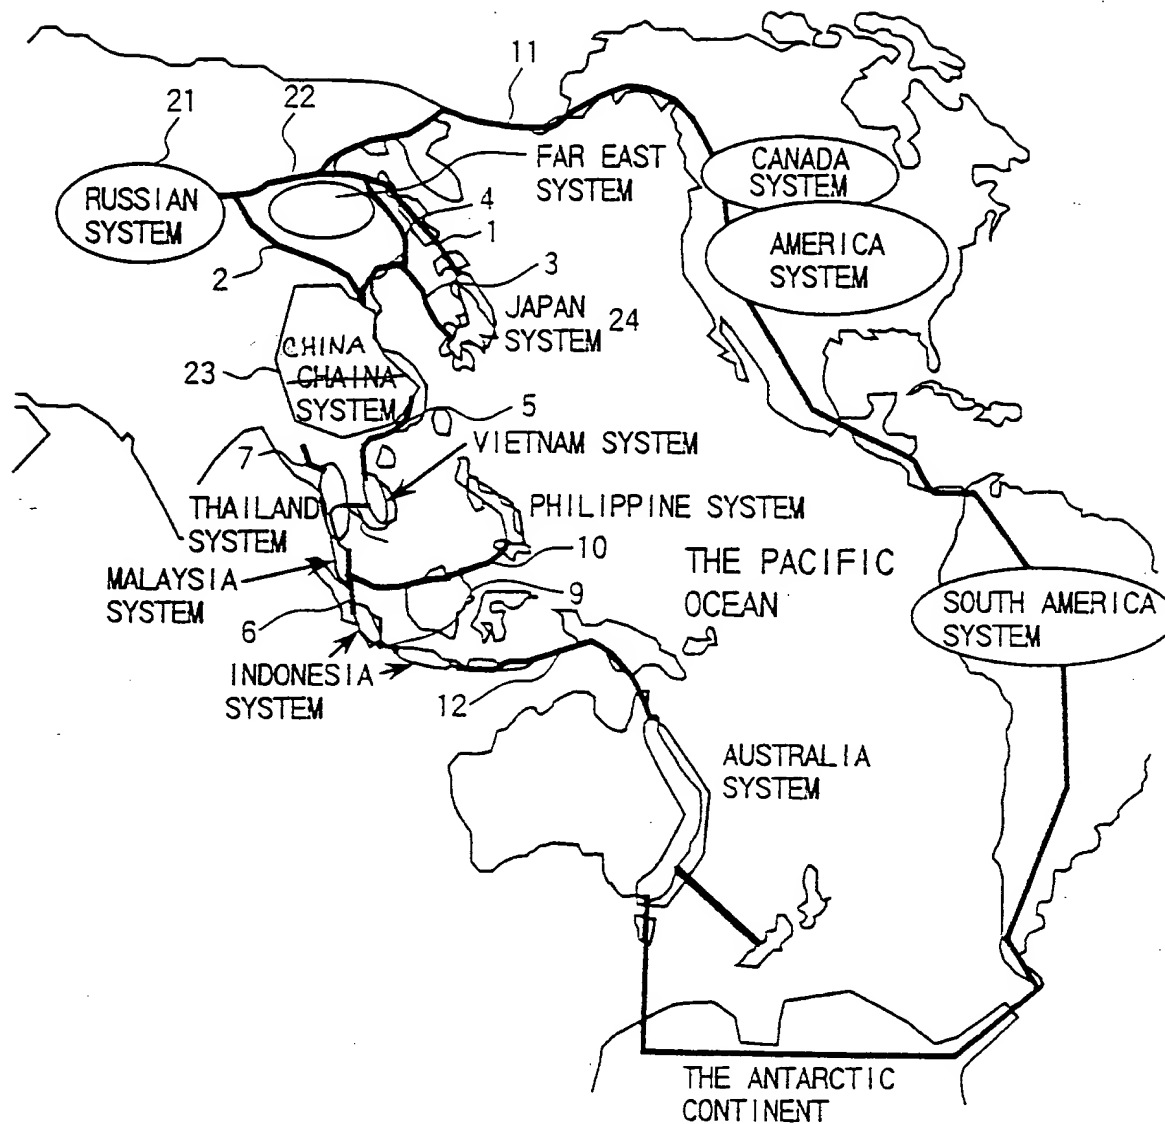 11
21
22
FAR EAST
SYSTEM
CANADA
SYSTEM
RUSSIAN
SYSTEM
4
1
AMERICA
SYSTEM
2
3
JAPAN
SYSTEM
24
CHINA
23
CHAINA
SYSTEM
5
VIETNAM SYSTEM
7
THAILAND
SYSTEM
PHILIPPINE SYSTEM
10
THE PACIFIC
OCEAN
MALAYSIA
SYSTEM
9
SOUTH AMERICA
SYSTEM
6
INDONESIA
SYSTEM
12
AUSTRALIA
SYSTEM
THE ANTARCTIC
CONTINENT